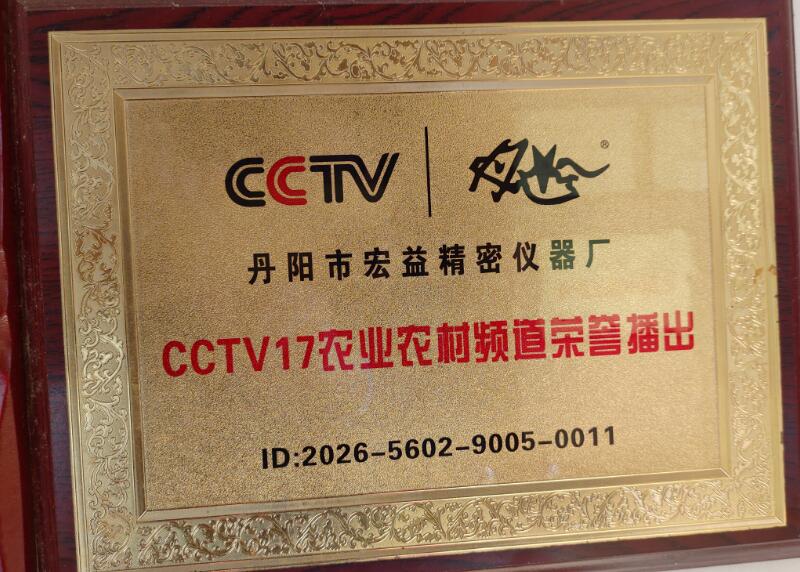 CCTV
®
丹阳市宏益精密仪器厂
CCTV17农业农村频道荣誉播出
ID:2026-5602-9005-0011